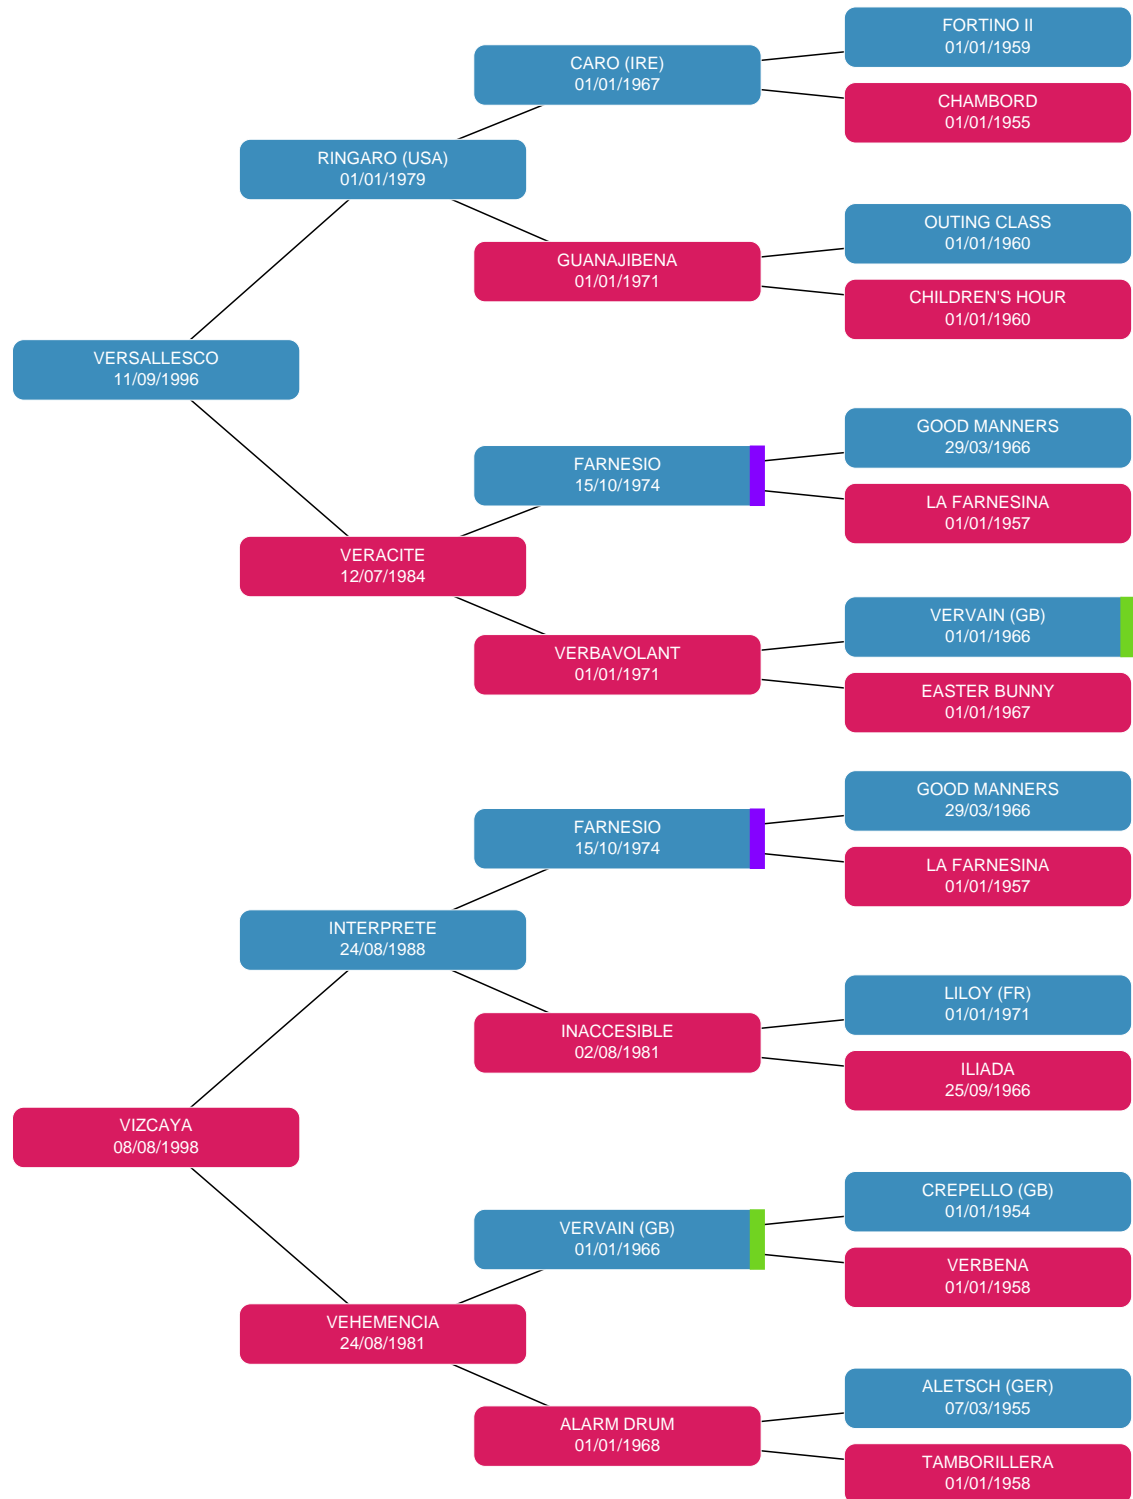 FORTINO II
01/01/1959
CARO (IRE)
01/01/1967
CHAMBORD
01/01/1955
RINGARO (USA)
01/01/1979
OUTING CLASS
01/01/1960
GUANAJIBENA
01/01/1971
CHILDREN'S HOUR
01/01/1960
VERSALLESCO
11/09/1996
GOOD MANNERS
29/03/1966
FARNESIO
15/10/1974
LA FARNESINA
01/01/1957
VERACITE
12/07/1984
VERVAIN (GB)
01/01/1966
VERBAVOLANT
01/01/1971
EASTER BUNNY
01/01/1967
GOOD MANNERS
29/03/1966
FARNESIO
15/10/1974
LA FARNESINA
01/01/1957
INTERPRETE
24/08/1988
LILOY (FR)
01/01/1971
INACCESIBLE
02/08/1981
ILIADA
25/09/1966
VIZCAYA
08/08/1998
CREPELLO (GB)
01/01/1954
VERVAIN (GB)
01/01/1966
VERBENA
01/01/1958
VEHEMENCIA
24/08/1981
ALETSCH (GER)
07/03/1955
ALARM DRUM
01/01/1968
TAMBORILLERA
01/01/1958